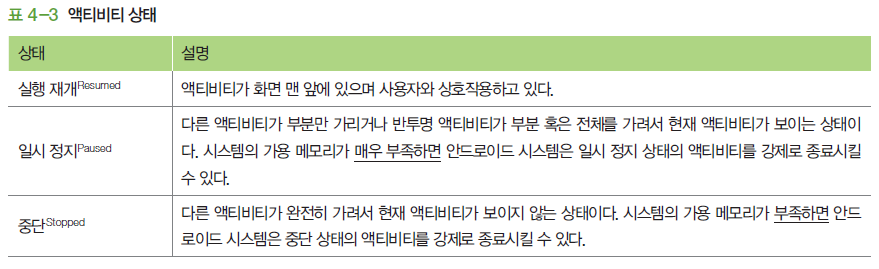 표 4-3 액티비티 상태
상태 설명
실행 재개Resumed 액티비티가 화면 맨 앞에 있으며 사용자와 상호작용하고 있다.
다른 액티비티가 부분만 가리거나 반투명 액티비티가 부분 혹은 전체를 가려서 현재 액티비티가 보이는 상태이
일시 정지Paused 다. 시스템의 가용 메모리가 매우 부족하면 안드로이드 시스템은 일시 정지 상태의 액티비티를 강제로 종료시킬
수 있다.
다른 액티비티가 완전히 가려서 현재 액티비티가 보이지 않는 상태이다. 시스템의 가용 메모리가 부족하면 안드
중단Stopped 로이드 시스템은 중단 상태의 액티비티를 강제로 종료시킬 수 있다.